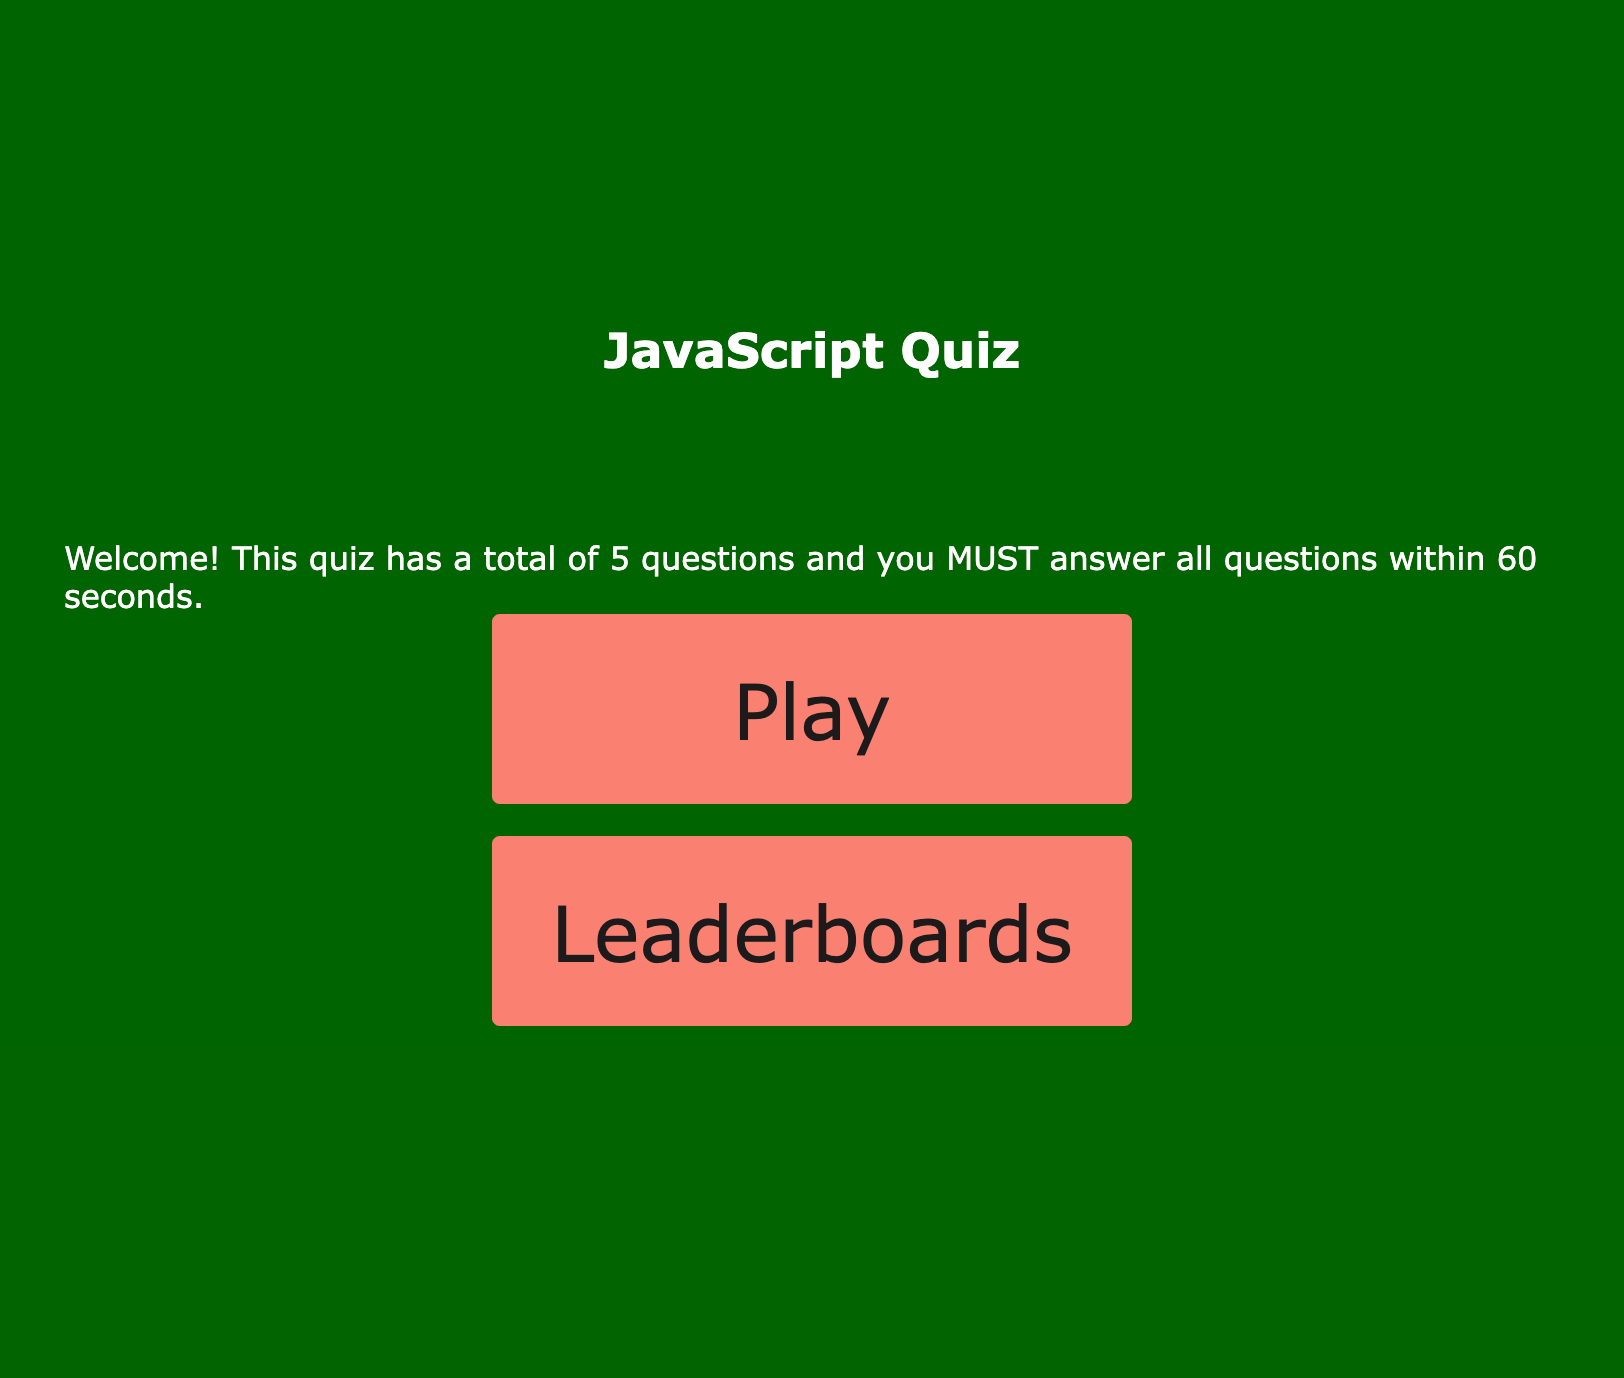 JavaScript Quiz
Welcome! This quiz has a total of 5 questions and you MUST answer all questions within 60
seconds.
Play
Leaderboards